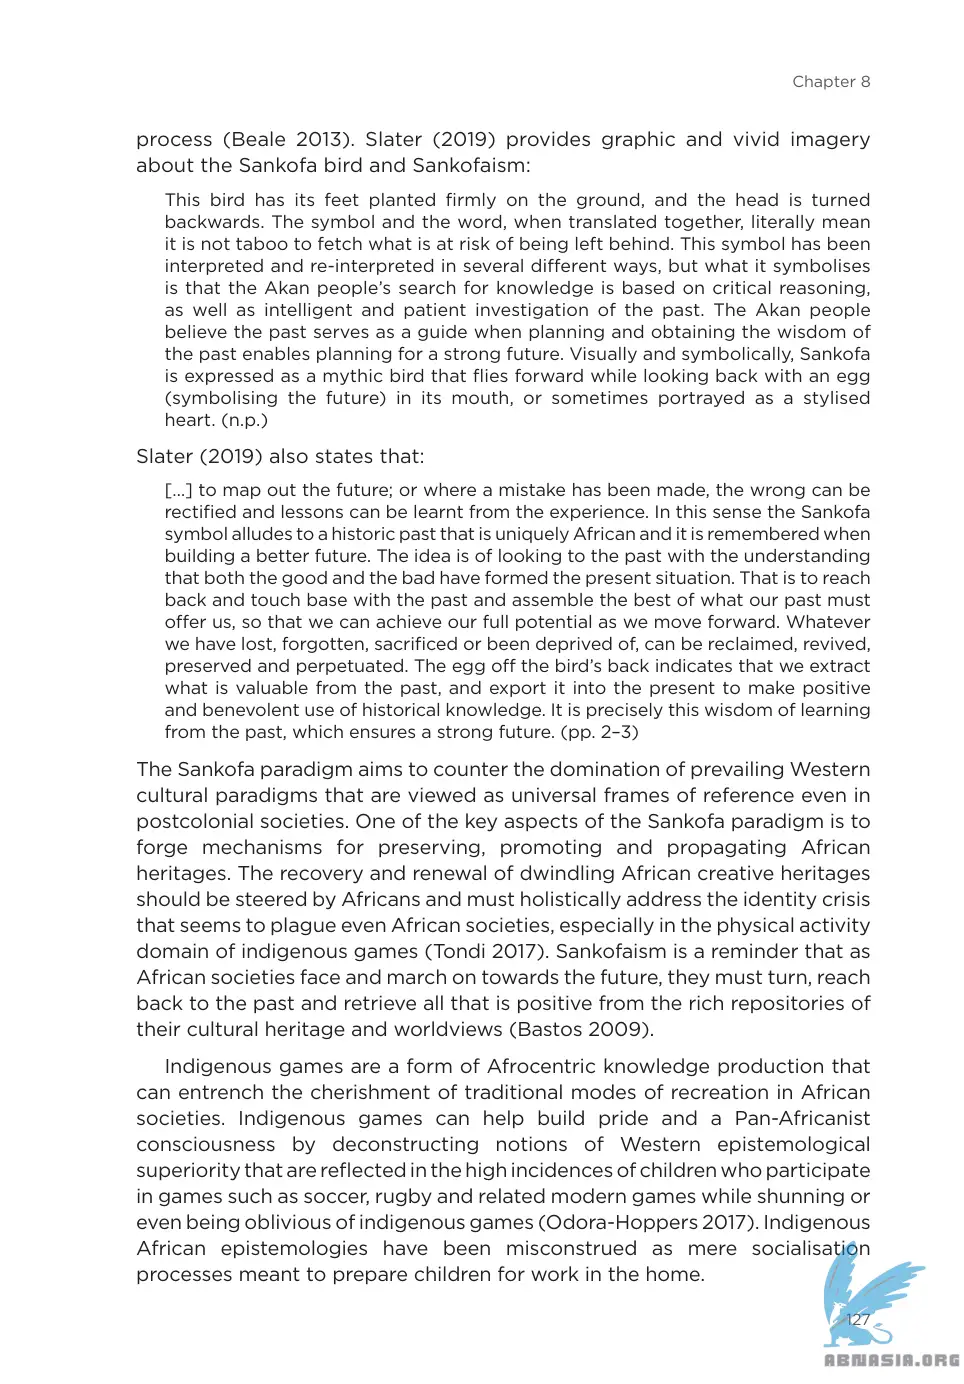 Chapter 8
process (Beale 2013). Slater (2019) provides graphic and vivid imagery
about the Sankofa bird and Sankofaism:
This bird has its feet planted firmly on the ground, and the head is turned
backwards. The symbol and the word, when translated together, literally mean
it is not taboo to fetch what is at risk of being left behind. This symbol has been
interpreted and re-interpreted in several different ways, but what it symbolises
is that the Akan people’s search for knowledge is based on critical reasoning,
as well as intelligent and patient investigation of the past. The Akan people
believe the past serves as a guide when planning and obtaining the wisdom of
the past enables planning for a strong future. Visually and symbolically, Sankofa
is expressed as a mythic bird that flies forward while looking back with an egg
(symbolising the future) in its mouth, or sometimes portrayed as a stylised
heart. (n.p.)
Slater (2019) also states that:
[...] to map out the future; or where a mistake has been made, the wrong can be
rectified and lessons can be learnt from the experience. In this sense the Sankofa
symbol alludes to a historic past that is uniquely African and it is remembered when
building a better future. The idea is of looking to the past with the understanding
that both the good and the bad have formed the present situation. That is to reach
back and touch base with the past and assemble the best of what our past must
offer us, so that we can achieve our full potential as we move forward. Whatever
we have lost, forgotten, sacrificed or been deprived of, can be reclaimed, revived,
preserved and perpetuated. The egg off the bird’s back indicates that we extract
what is valuable from the past, and export it into the present to make positive
and benevolent use of historical knowledge. It is precisely this wisdom of learning
from the past, which ensures a strong future. (pp. 2–3)
The Sankofa paradigm aims to counter the domination of prevailing Western
cultural paradigms that are viewed as universal frames of reference even in
postcolonial societies. One of the key aspects of the Sankofa paradigm is to
forge mechanisms for preserving, promoting and propagating African
heritages. The recovery and renewal of dwindling African creative heritages
should be steered by Africans and must holistically address the identity crisis
that seems to plague even African societies, especially in the physical activity
domain of indigenous games (Tondi 2017). Sankofaism is a reminder that as
African societies face and march on towards the future, they must turn, reach
back to the past and retrieve all that is positive from the rich repositories of
their cultural heritage and worldviews (Bastos 2009).
Indigenous games are a form of Afrocentric knowledge production that
can entrench the cherishment of traditional modes of recreation in African
societies. Indigenous games can help build pride and a Pan-Africanist
consciousness by deconstructing notions of Western epistemological
superiority that are reflected in the high incidences of children who participate
in games such as soccer, rugby and related modern games while shunning or
even being oblivious of indigenous games (Odora-Hoppers 2017). Indigenous
African epistemologies have been misconstrued as mere socialisation
processes meant to prepare children for work in the home.
127
ABNASIA.ORG